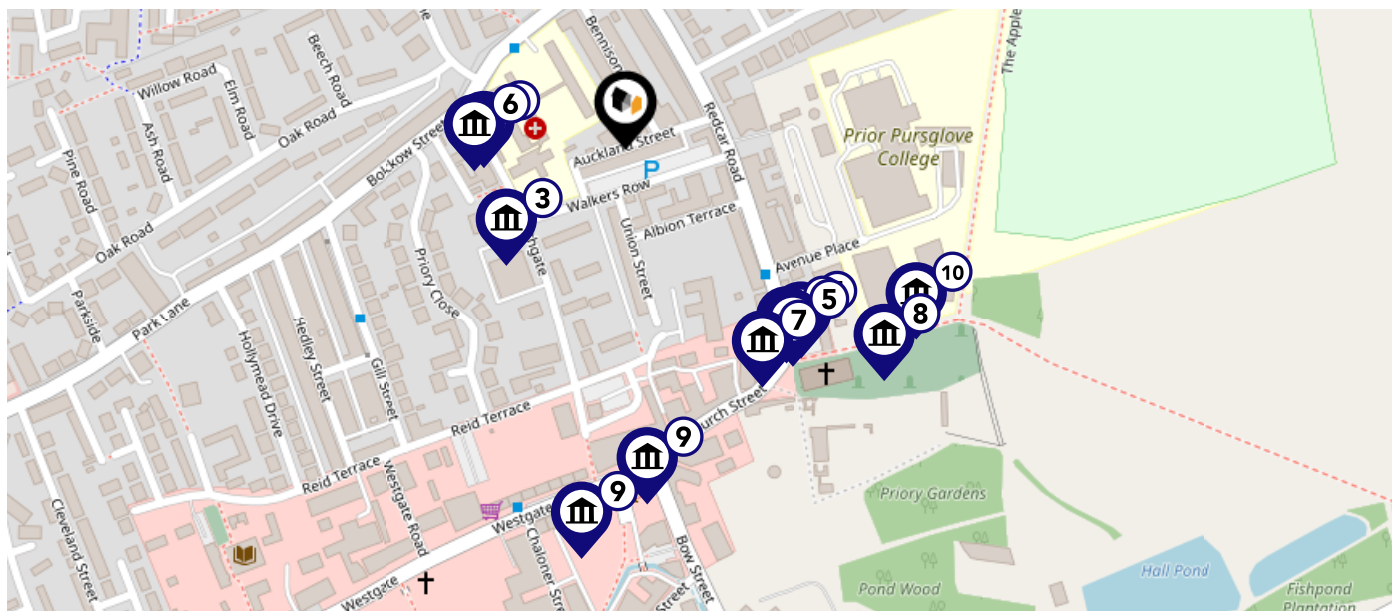 Willow Road
Beech Road
Elm Road
Ash Road
Oak Road
Pine Road
Oak Road
Parkside
Park Lane
Bolckow Street
Bennison
Redcar Road
The Apple
6
Auckland Street
P
Prior Pursglove
College
3
Walkers Row
Albion Terrace
Union Street
hgate
Priory Close
Avenue Place
10
5
8
7
Hollymead Drive
Hedley Street
Gill Street
Reid Terrace
Reid Terrace
urch Street
9
9
Westgate
Westgate Road
Westgate
Cleveland Street
Chaloner Str
Bow Street
Street
Priory Gardens
Pond Wood
Hall Pond
Fishpond
Plantation